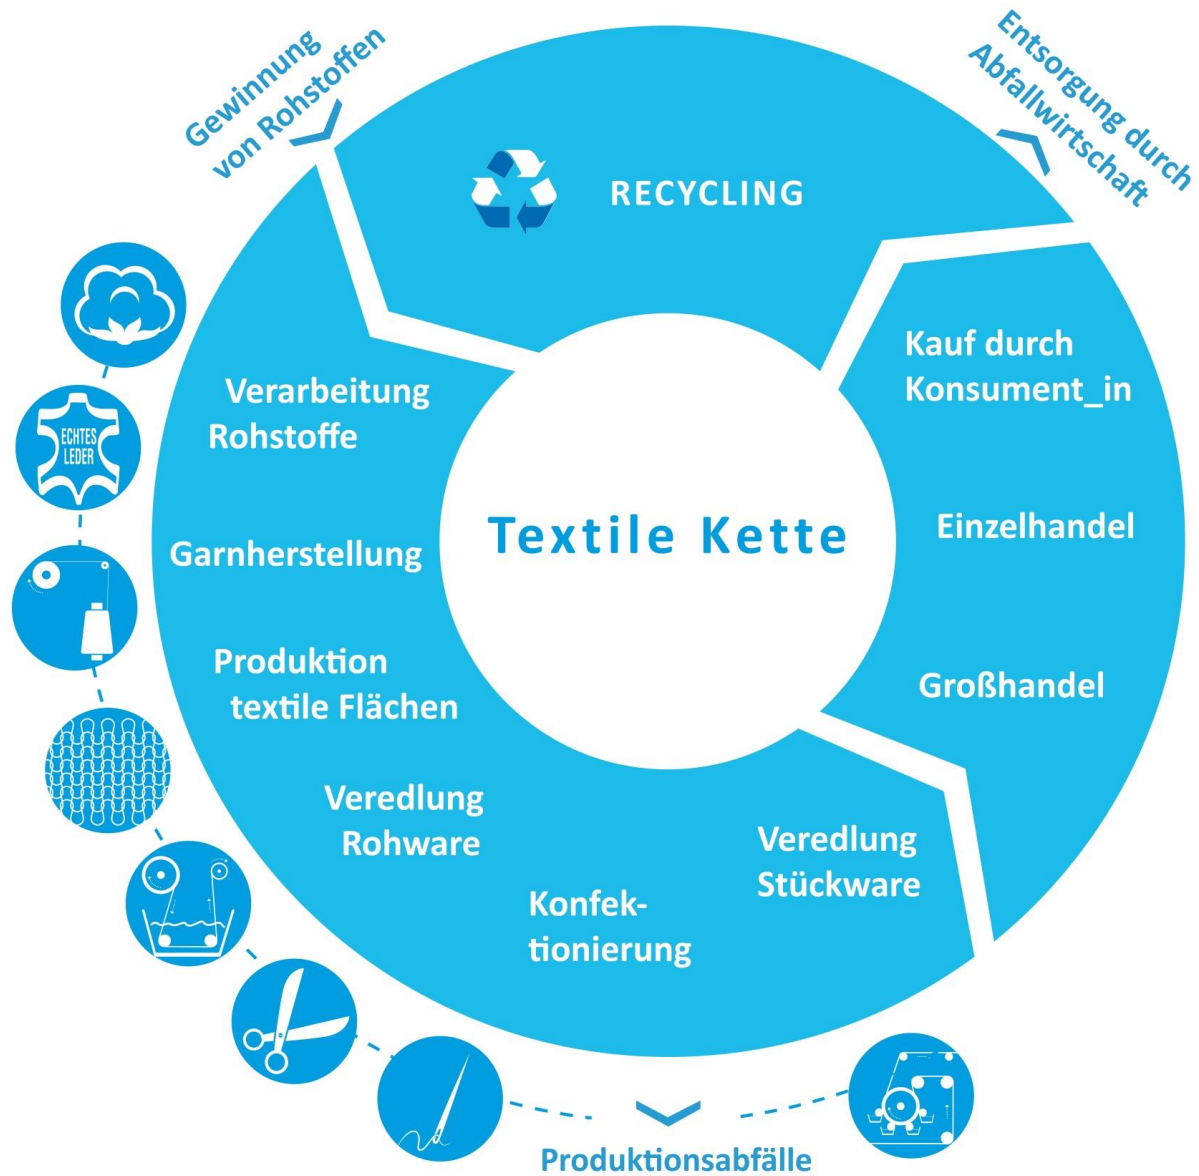 Gewinnung
von Rohstoffen
Entsorgung durch
Abfallwirtschaft
RECYCLING
Kauf durch
Konsument_in
Einzelhandel
Großhandel
Textile Kette
Verarbeitung
Rohstoffe
ECHTES
LEDER
Garnherstellung
Produktion
textile Flächen
Veredlung
Rohware
Konfek-
tionierung
Veredlung
Stückware
Produktionsabfälle